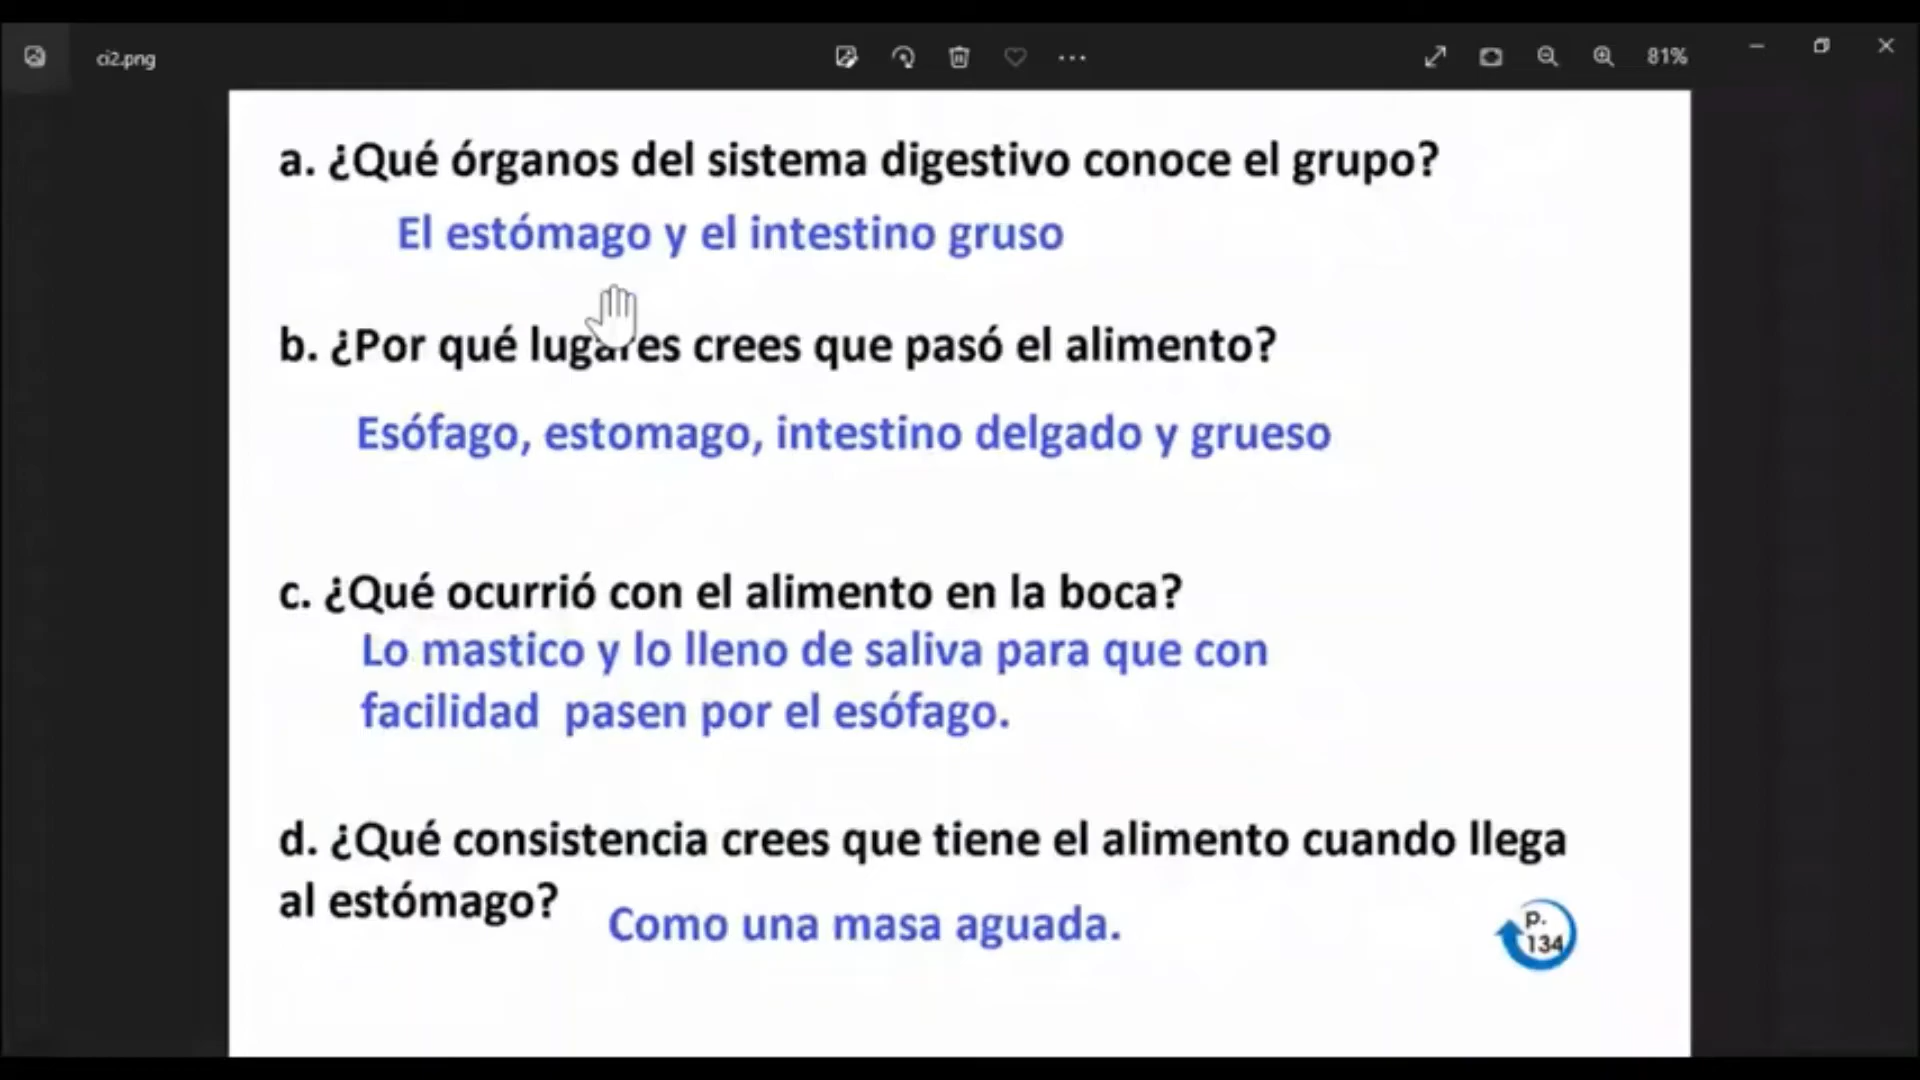 ci2.png
81%
a. ¿Qué órganos del sistema digestivo conoce el grupo?
El estómago y el intestino gruso
b. ¿Por qué lugares crees que pasó el alimento?
Esófago, estomago, intestino delgado y grueso
c. ¿Qué ocurrió con el alimento en la boca?
Lo mastico y lo lleno de saliva para que con
facilidad pasen por el esófago.
d. ¿Qué consistencia crees que tiene el alimento cuando llega
al estómago?
Como una masa aguada.
p.
134